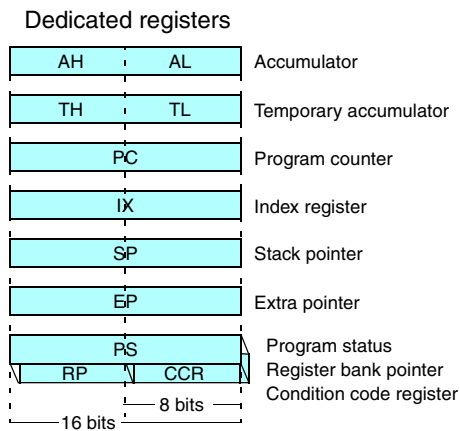 Dedicated registers
AH AL Accumulator
TH TL Temporary accumulator
PC Program counter
IX Index register
SP Stack pointer
EP Extra pointer
PS Program status
RP CCR Register bank pointer
Condition code register
8 bits
16 bits